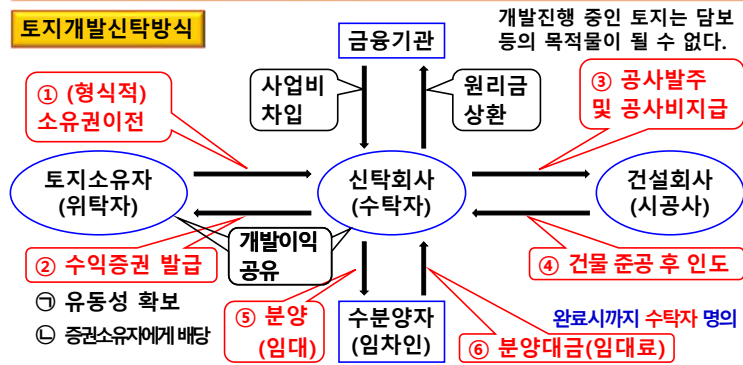 토지개발신탁방식
개발진행 중인 토지는 담보
등의 목적물이 될 수 없다.
금융기관
① (형식적)
소유권이전
사업비
차입
원리금
상환
③ 공사발주
및 공사비지급
토지소유자
(위탁자)
신탁회사
(수탁자)
건설회사
(시공사)
개발이익
공유
② 수익증권 발급
④ 건물 준공 후 인도
㉠ 유동성 확보
㉡ 증권소유자에게 배당
⑤ 분양
(임대)
수분양자
(임차인)
완료시까지 수탁자 명의
⑥ 분양대금(임대료)